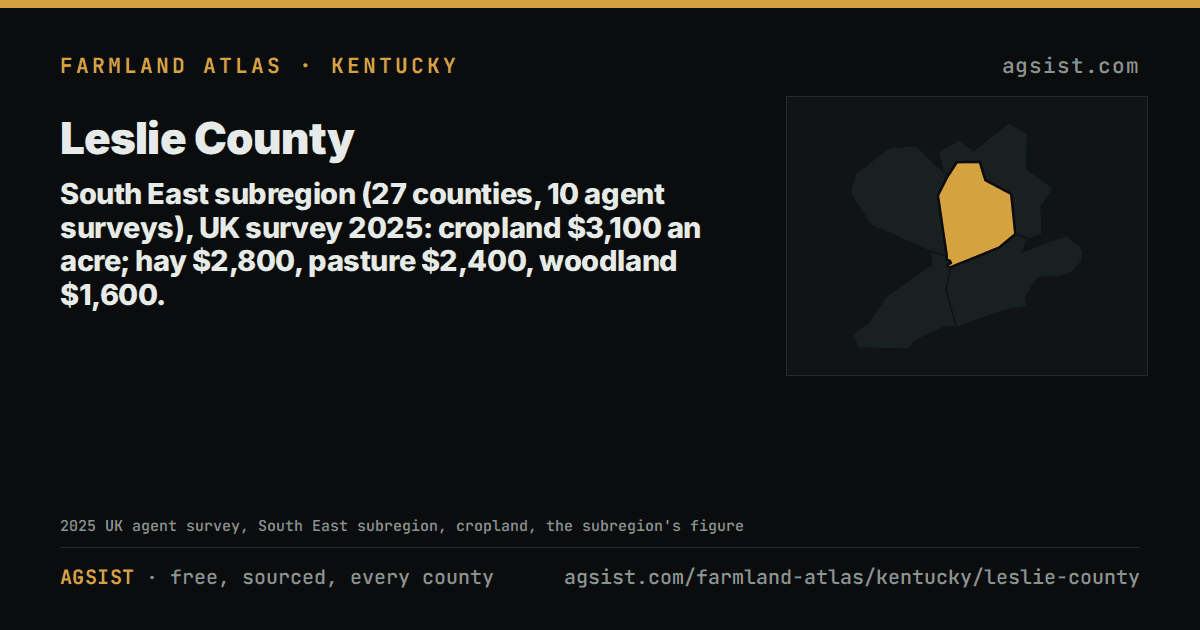 FARMLAND ATLAS · KENTUCKY
agsist.com
Leslie County
South East subregion (27 counties, 10 agent
surveys), UK survey 2025: cropland $3,100 an
acre; hay $2,800, pasture $2,400, woodland
$1,600.
2025 UK agent survey, South East subregion, cropland, the subregion's figure
AGSIST · free, sourced, every county
agsist.com/farmland-atlas/kentucky/leslie-county